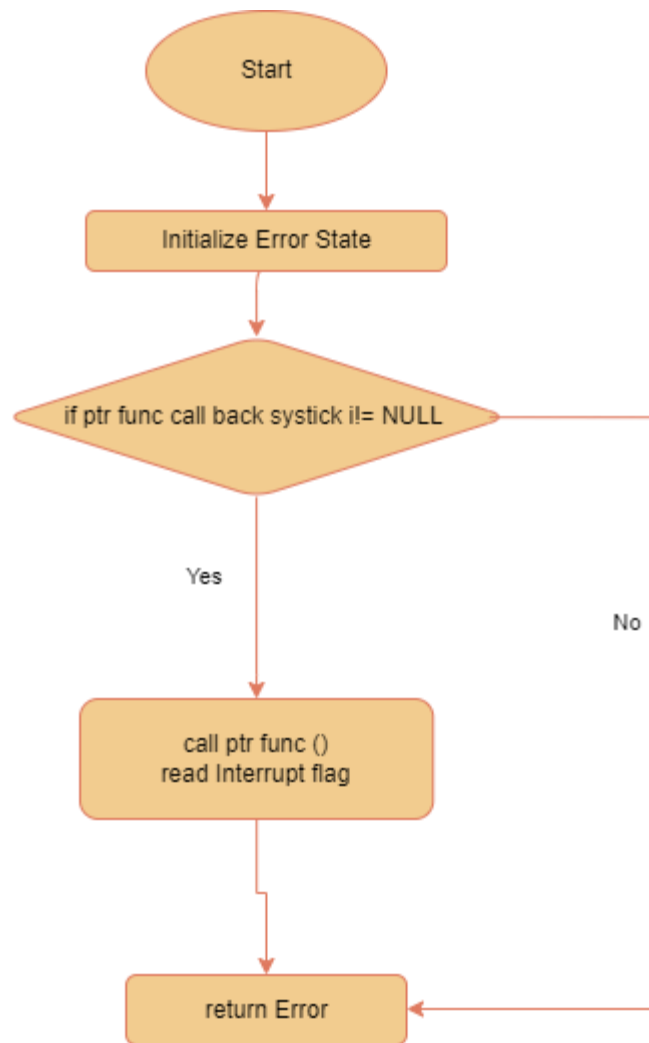 Start
Initialize Error State
if ptr func call back systick i!= NULL
Yes
No
call ptr func ()
read Interrupt flag
return Error